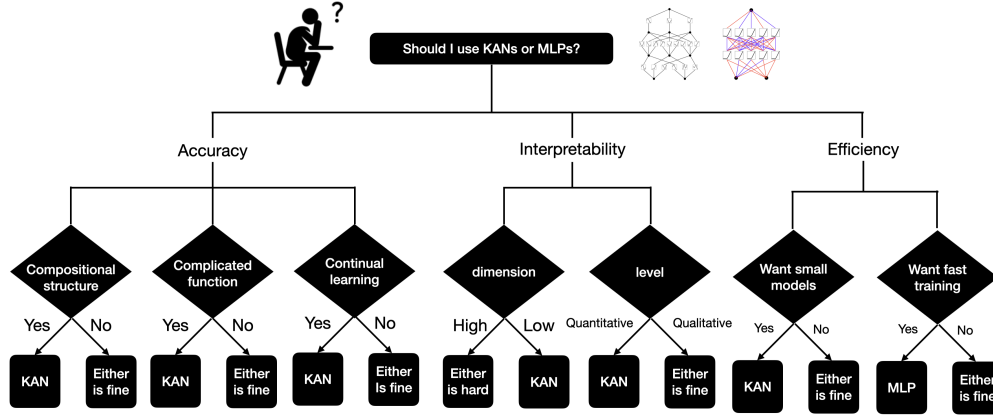 ?
Should I use KANs or MLPs?
Accuracy
Interpretability
Efficiency
Compositional
structure
Complicated
function
Continual
learning
dimension
level
Want small
models
Want fast
training
Yes
No
Yes
No
Yes
No
High
Low
Quantitative
Qualitative
Yes
No
Yes
No
KAN
Either
is fine
KAN
Either
is fine
KAN
Either
Is fine
Either
is hard
KAN
KAN
Either
is fine
KAN
Either
is fine
MLP
Either
is fine